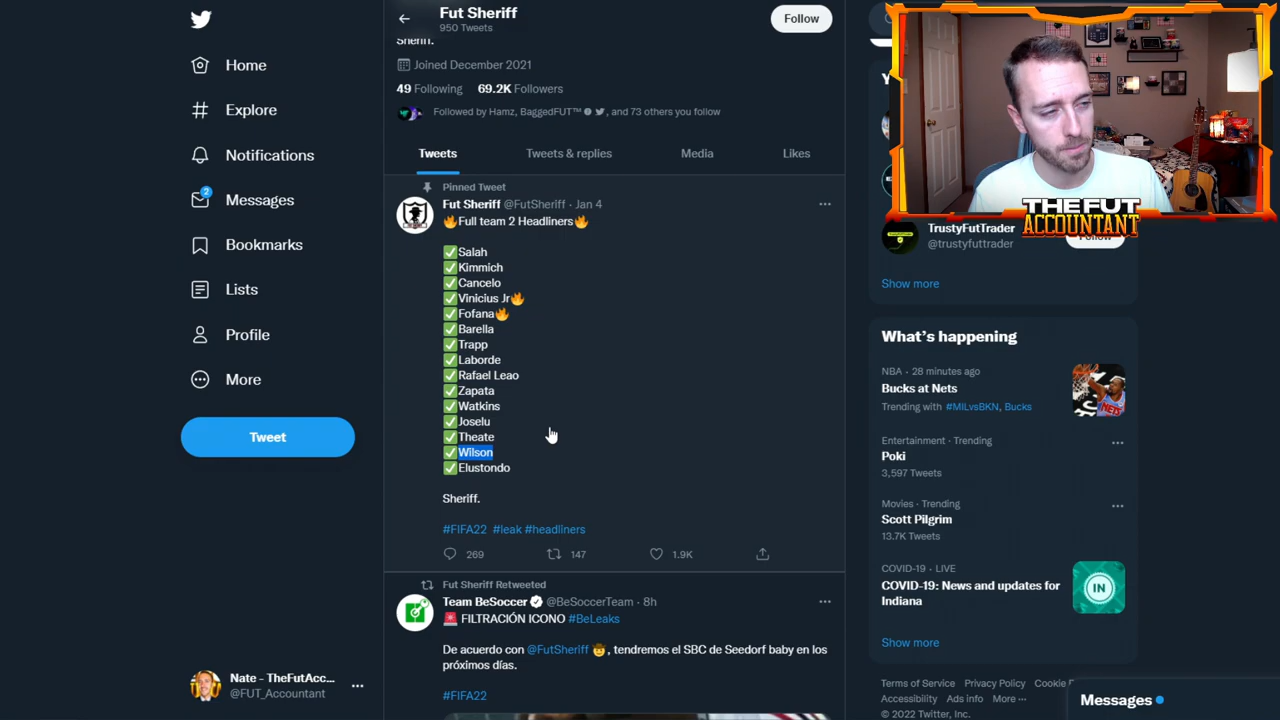 Fut Sheriff
950 Tweets
Follow
Sheriff.
Joined December 2021
49 Following 69.2K Followers
Followed by Hamz, BaggedFUT™ and 73 others you follow
Tweets
Tweets & replies
Media
Likes
Home
Explore
Notifications
2
Messages
Bookmarks
Lists
Profile
More
Tweet
Nate - TheFutAcc...
@FUT_Accountant
Pinned Tweet
Fut Sheriff @FutSheriff · Jan 4
🔥Full team 2 Headliners🔥
✅Salah
✅Kimmich
✅Cancelo
✅Vinicius Jr🔥
✅Fofana🔥
✅Barella
✅Trapp
✅Laborde
✅Rafael Leao
✅Zapata
✅Watkins
✅Joselu
✅Theate
✅Wilson
✅Elustondo
Sheriff.
#FIFA22 #leak #headliners
269 147 1.9K
Fut Sheriff Retweeted
Team BeSoccer @BeSoccerTeam · 8h
🚨 FILTRACIÓN ICONO #BeLeaks
De acuerdo con @FutSheriff 🤠, tendremos el SBC de Seedorf baby en los
próximos días.
#FIFA22
THE FUT
ACCOUNTANT
TrustyFutTrader
@trustyfuttrader
Follow
Show more
What's happening
NBA · 28 minutes ago
Bucks at Nets
Trending with #MILvsBKN, Bucks
Entertainment · Trending
Poki
3,597 Tweets
Movies · Trending
Scott Pilgrim
13.7K Tweets
COVID-19 · LIVE
COVID-19: News and updates for
Indiana
Show more
Terms of Service Privacy Policy Cookie
Accessibility Ads info More
© 2022 Twitter, Inc.
Messages